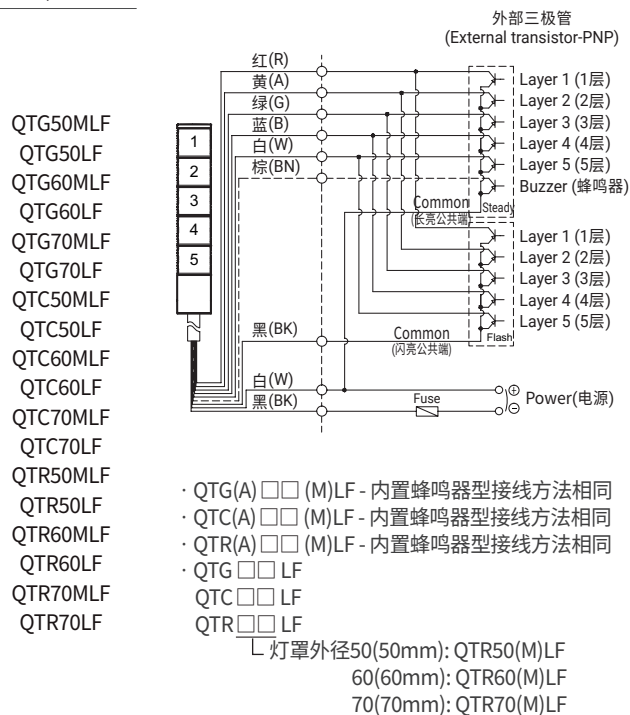 外部三极管
(External transistor-PNP)
红(R)
黄(A)
绿(G)
蓝(B)
白(W)
棕(BN)
Layer 1 (1层)
Layer 2 (2层)
Layer 3 (3层)
Layer 4 (4层)
Layer 5 (5层)
Buzzer (蜂鸣器)
Common
(长亮公共端)
Steady
Layer 1 (1层)
Layer 2 (2层)
Layer 3 (3层)
Layer 4 (4层)
Layer 5 (5层)
Flash
1
2
3
4
5
黑(BK)
Common
(闪亮公共端)
白(W)
黑(BK)
Fuse
⊕
⊖
Power(电源)
QTG50MLF
QTG50LF
QTG60MLF
QTG60LF
QTG70MLF
QTG70LF
QTC50MLF
QTC50LF
QTC60MLF
QTC60LF
QTC70MLF
QTC70LF
QTR50MLF
QTR50LF
QTR60MLF
QTR60LF
QTR70MLF
QTR70LF
· QTG(A) □□ (M)LF - 内置蜂鸣器型接线方法相同
· QTC(A) □□ (M)LF - 内置蜂鸣器型接线方法相同
· QTR(A) □□ (M)LF - 内置蜂鸣器型接线方法相同
· QTG □□ LF
QTC □□ LF
QTR □□ LF
灯罩外径50(50mm): QTR50(M)LF
60(60mm): QTR60(M)LF
70(70mm): QTR70(M)LF